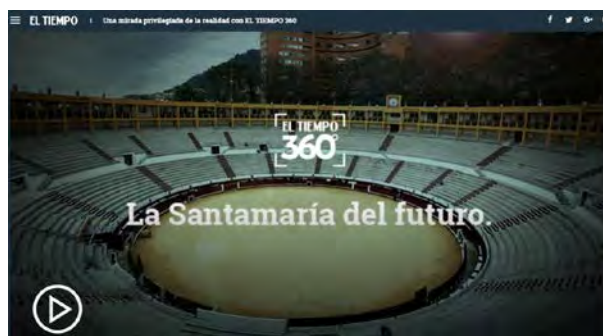 EL TIEMPO | Una mirada privilegiada de la realidad con EL TIEMPO 360
EL TIEMPO
360°
La Santamaría del futuro.